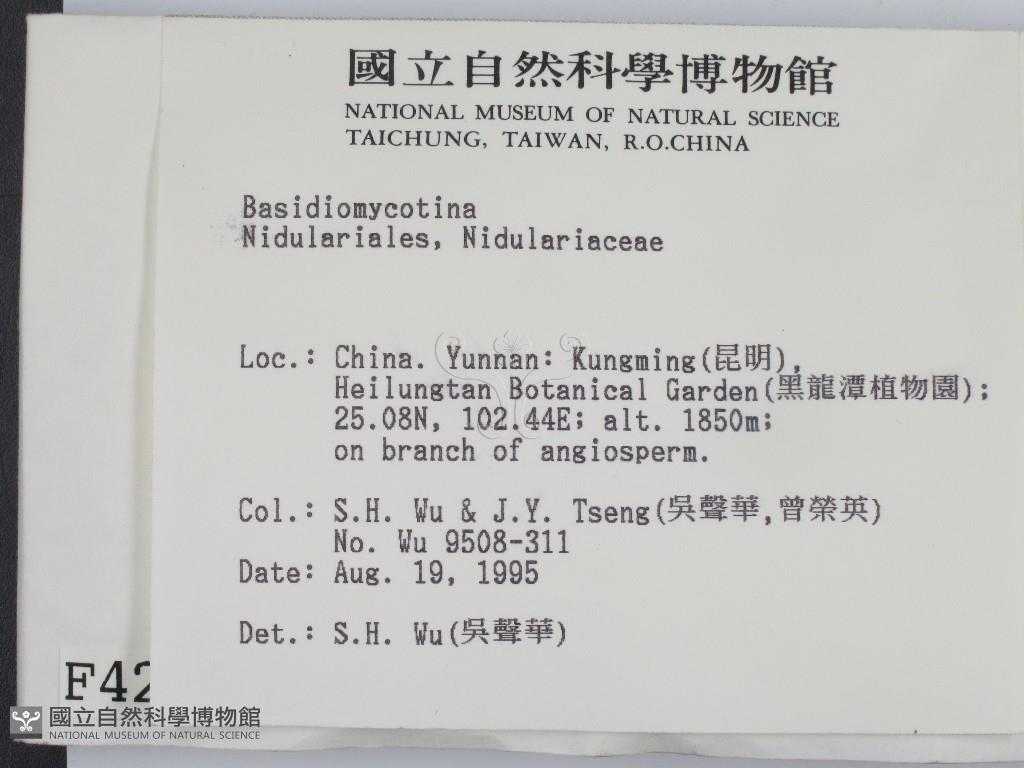 國立自然科學博物館
NATIONAL MUSEUM OF NATURAL SCIENCE
TAICHUNG, TAIWAN, R.O.CHINA
Basidiomycotina
Nidulariales, Nidulariaceae
Loc.: China. Yunnan: Kungming(昆明),
Heilungtan Botanical Garden(黑龍潭植物園);
25.08N, 102.44E; alt. 1850m;
on branch of angiosperm.
Col.: S.H. Wu & J.Y. Tseng(吳聲華,曾榮英)
No. Wu 9508-311
Date: Aug. 19, 1995
Det.: S.H. Wu(吳聲華)
F42
國立自然科學博物館
NATIONAL MUSEUM OF NATURAL SCIENCE